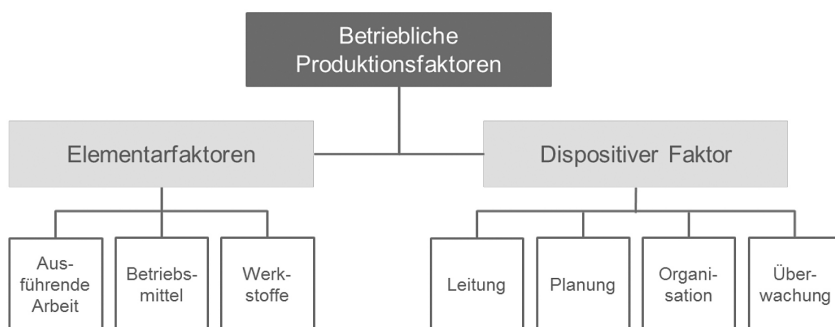 Betriebliche
Produktionsfaktoren
Elementarfaktoren
Dispositiver Faktor
Aus-
führende
Arbeit
Betriebs-
mittel
Werk-
stoffe
Leitung
Planung
Organi-
sation
Über-
wachung